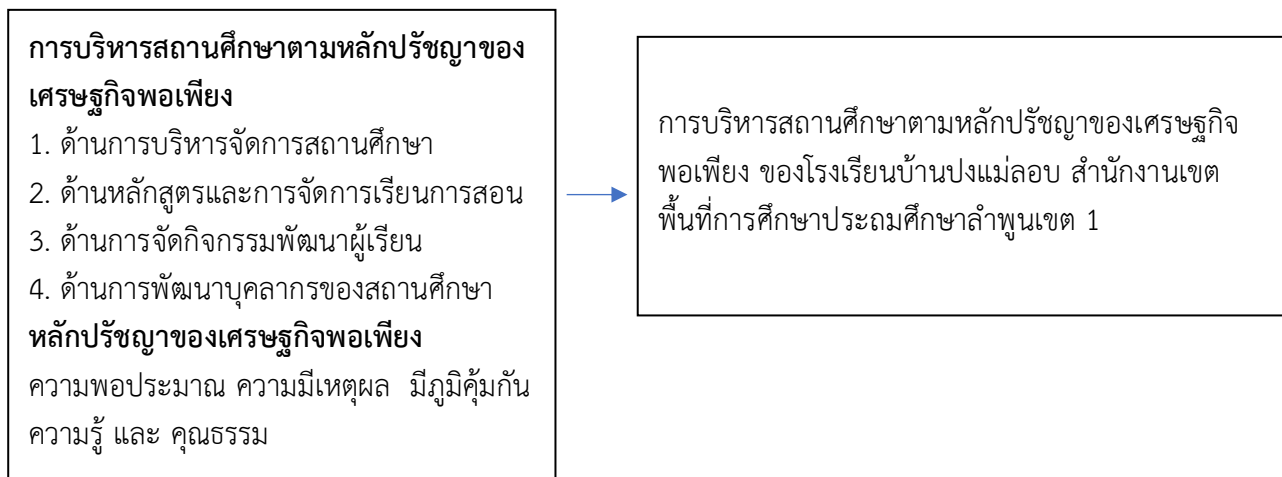 การบริหารสถานศึกษาตามหลักปรัชญาของ
เศรษฐกิจพอเพียง
1. ด้านการบริหารจัดการสถานศึกษา
2. ด้านหลักสูตรและการจัดการเรียนการสอน
3. ด้านการจัดกิจกรรมพัฒนาผู้เรียน
4. ด้านการพัฒนาบุคลากรของสถานศึกษา
หลักปรัชญาของเศรษฐกิจพอเพียง
ความพอประมาณ ความมีเหตุผล มีภูมิคุ้มกัน
ความรู้ และ คุณธรรม
การบริหารสถานศึกษาตามหลักปรัชญาของเศรษฐกิจ
พอเพียง ของโรงเรียนบ้านปงแม่ลอบ สำนักงานเขต
พื้นที่การศึกษาประถมศึกษาลำพูนเขต 1